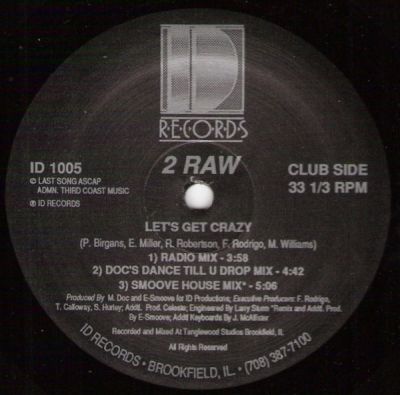 ID
R·E·C·O·R·D·S
ID 1005
2 RAW
CLUB SIDE
33 1/3 RPM
© LAST SONG ASCAP
ADMN. THIRD COAST MUSIC
℗ ID RECORDS
LET'S GET CRAZY
(P. Birgans, E. Miller, R. Robertson, F. Rodrigo, M. Williams)
1) RADIO MIX - 3:58
2) DOC'S DANCE TILL U DROP MIX - 4:42
3) SMOOVE HOUSE MIX* - 5:06
Produced By M. Doc and E-Smoove for ID Productions; Executive Producers: F. Rodrigo,
T. Calloway, S. Hurley; Addtl. Prod. Celeste; Engineered by Larry Sturm *Remix and Addtl. Prod.
By E-Smoove; Addtl Keyboards By J. McAlister
Recorded and Mixed At Tanglewood Studios Brookfield, IL
All Rights Reserved
ID RECORDS • BROOKFIELD, IL. • (708) 387-7100